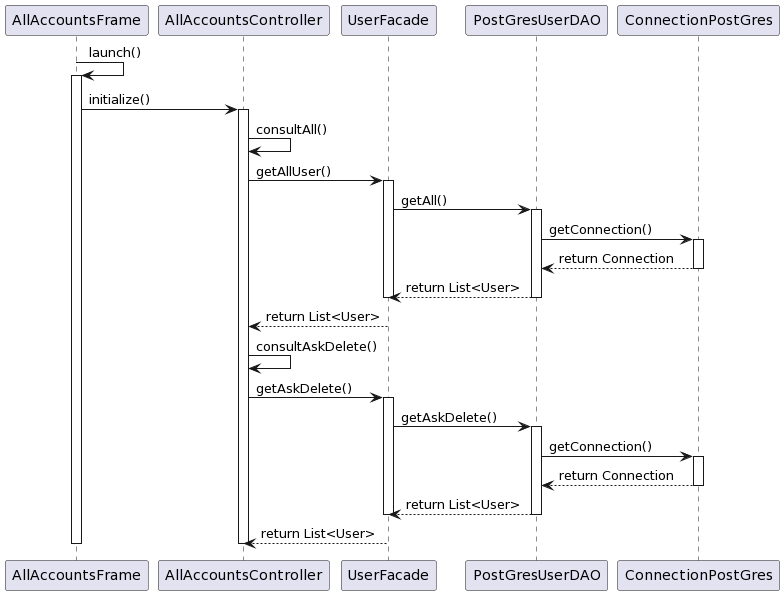 AllAccountsFrame
AllAccountsController
UserFacade
PostGresUserDAO
ConnectionPostGres
launch()
initialize()
consultAll()
getAllUser()
getAll()
getConnection()
return Connection
return List<User>
return List<User>
consultAskDelete()
getAskDelete()
getAskDelete()
getConnection()
return Connection
return List<User>
return List<User>
AllAccountsFrame
AllAccountsController
UserFacade
PostGresUserDAO
ConnectionPostGres